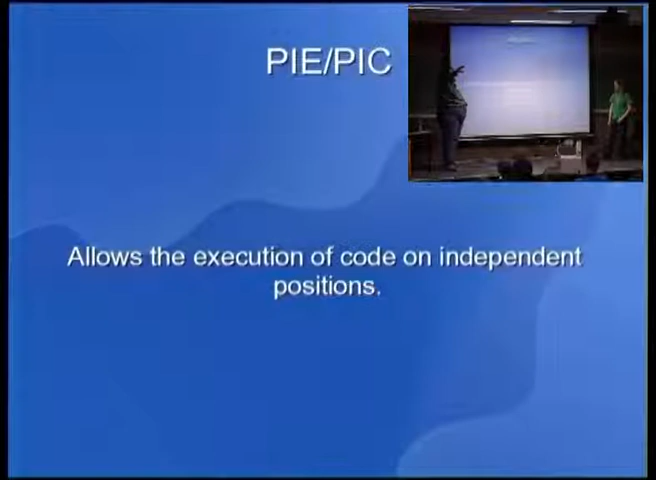 PIE/PIC
Allows the execution of code on independent
positions.